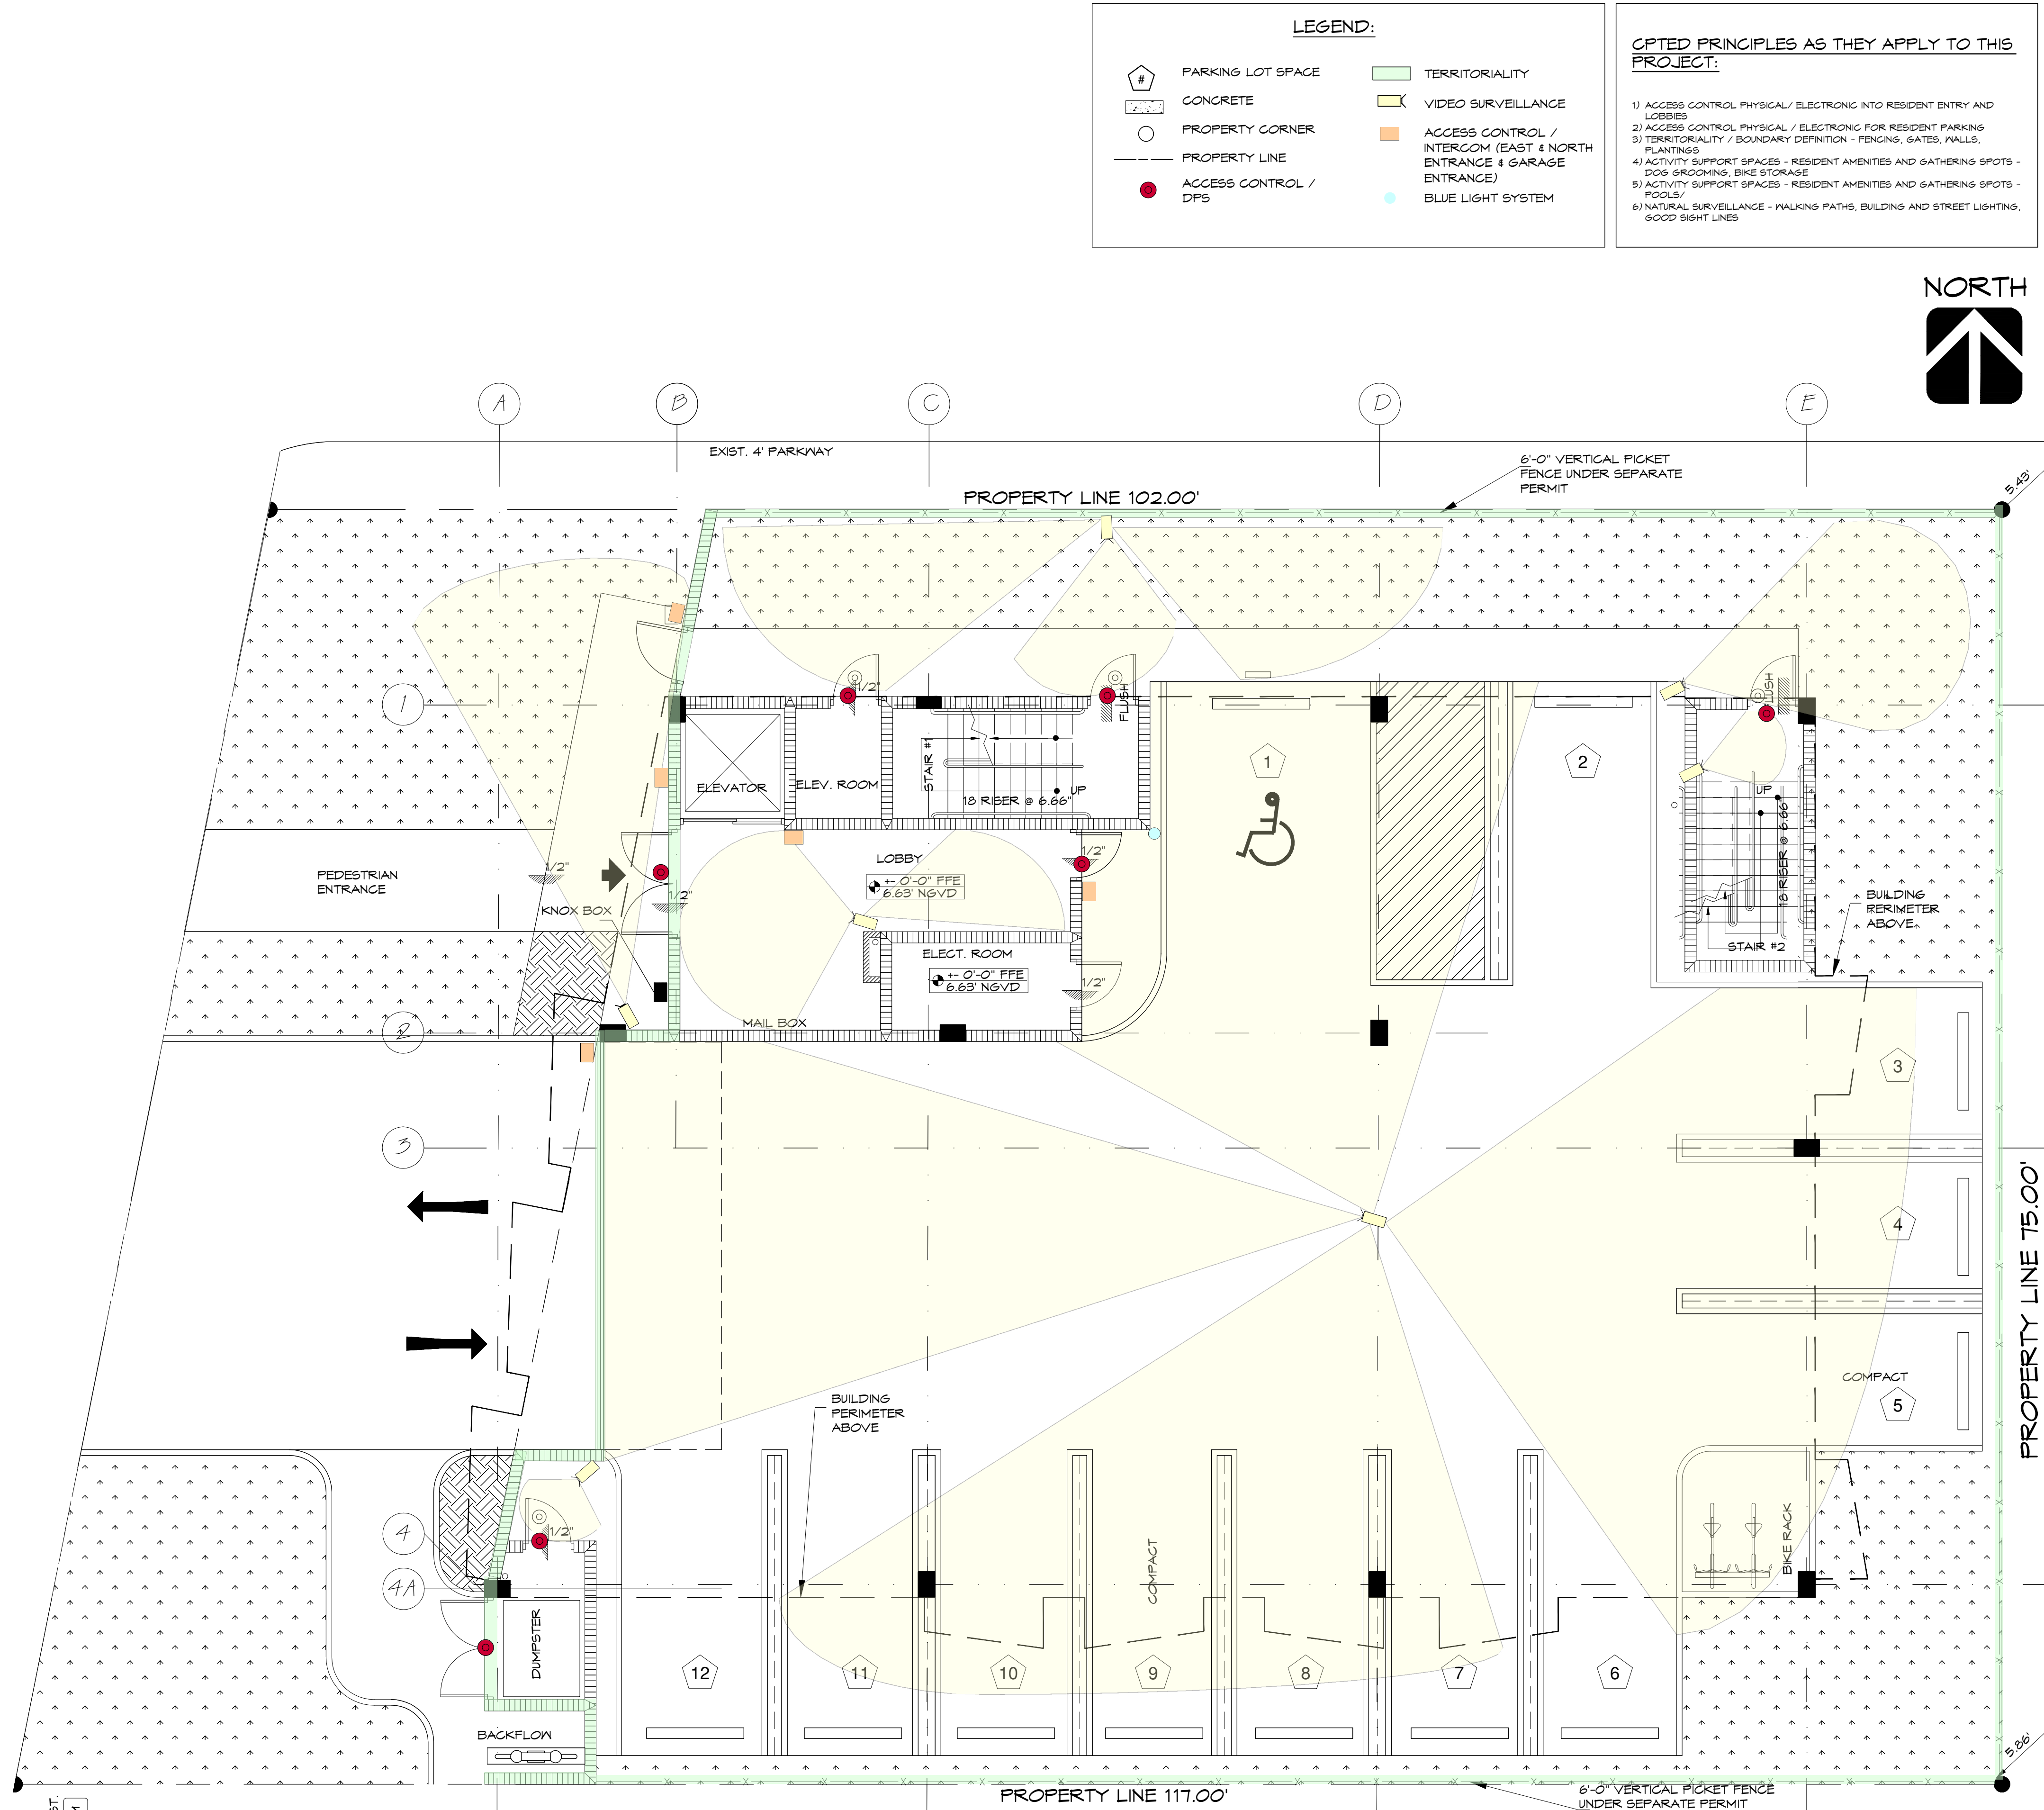 LEGEND:
#
PARKING LOT SPACE
CONCRETE
PROPERTY CORNER
PROPERTY LINE
ACCESS CONTROL /
DPS
TERRITORIALITY
VIDEO SURVEILLANCE
ACCESS CONTROL /
INTERCOM (EAST & NORTH
ENTRANCE & GARAGE
ENTRANCE)
BLUE LIGHT SYSTEM
CPTED PRINCIPLES AS THEY APPLY TO THIS
PROJECT:
1) ACCESS CONTROL PHYSICAL/ ELECTRONIC INTO RESIDENT ENTRY AND
LOBBIES
2) ACCESS CONTROL PHYSICAL / ELECTRONIC FOR RESIDENT PARKING
3) TERRITORIALITY / BOUNDARY DEFINITION - FENCING, GATES, WALLS,
PLANTINGS
4) ACTIVITY SUPPORT SPACES - RESIDENT AMENITIES AND GATHERING SPOTS -
DOG GROOMING, BIKE STORAGE
5) ACTIVITY SUPPORT SPACES - RESIDENT AMENITIES AND GATHERING SPOTS -
POOLS/
6) NATURAL SURVEILLANCE - WALKING PATHS, BUILDING AND STREET LIGHTING,
GOOD SIGHT LINES
NORTH
A
B
C
D
E
EXIST. 4' PARKWAY
6'-0" VERTICAL PICKET
FENCE UNDER SEPARATE
PERMIT
5.43'
PROPERTY LINE 102.00'
1
1/2"
FLUSH
FLUSH
ELEVATOR
ELEV. ROOM
STAIR #1
UP
18 RISER @ 6.66"
1
2
UP
18 RISER @ 6.66"
STAIR #2
BUILDING
PERIMETER
ABOVE
PEDESTRIAN
ENTRANCE
1/2"
1/2"
KNOX BOX
LOBBY
+- 0'-0" FFE
6.63' NGVD
1/2"
ELECT. ROOM
+- 0'-0" FFE
6.63' NGVD
1/2"
MAIL BOX
2
3
3
4
PROPERTY LINE 75.00'
COMPACT
5
BUILDING
PERIMETER
ABOVE
4
1/2"
4A
DUMPSTER
COMPACT
BIKE RACK
12
11
10
9
8
7
6
BACKFLOW
5.86'
PROPERTY LINE 117.00'
6'-0" VERTICAL PICKET FENCE
UNDER SEPARATE PERMIT
ST.